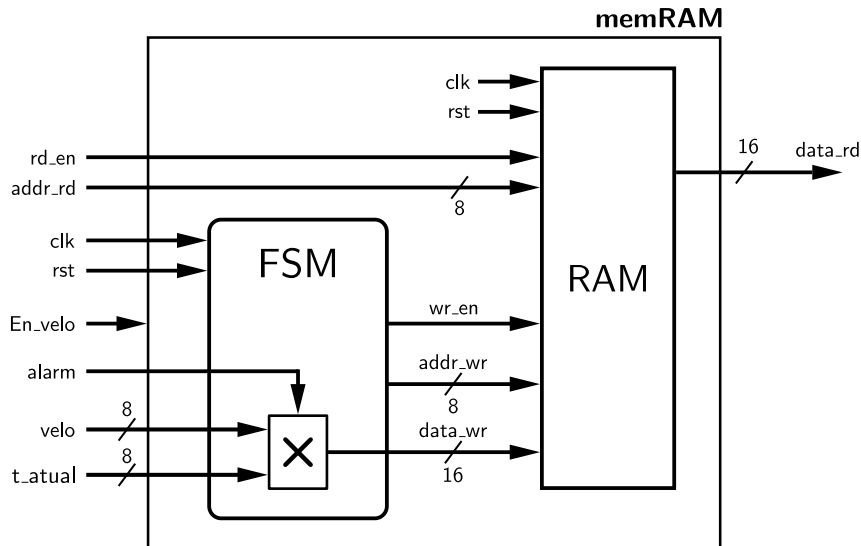 memRAM
clk
rst
rd_en
addr_rd
8
16
data_rd
clk
rst
FSM
RAM
En_velo
wr_en
alarm
addr_wr
8
velo
8
data_wr
16
t_atual
8